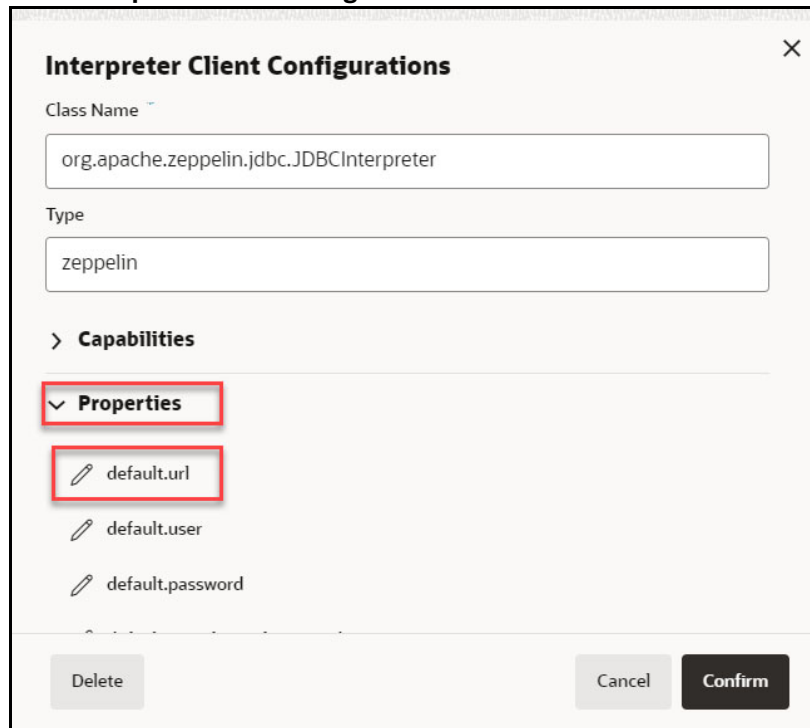 Interpreter Client Configurations
Class Name
org.apache.zeppelin.jdbc.JDBCInterpreter
Type
zeppelin
Capabilities
Properties
default.url
default.user
default.password
Delete Cancel Confirm